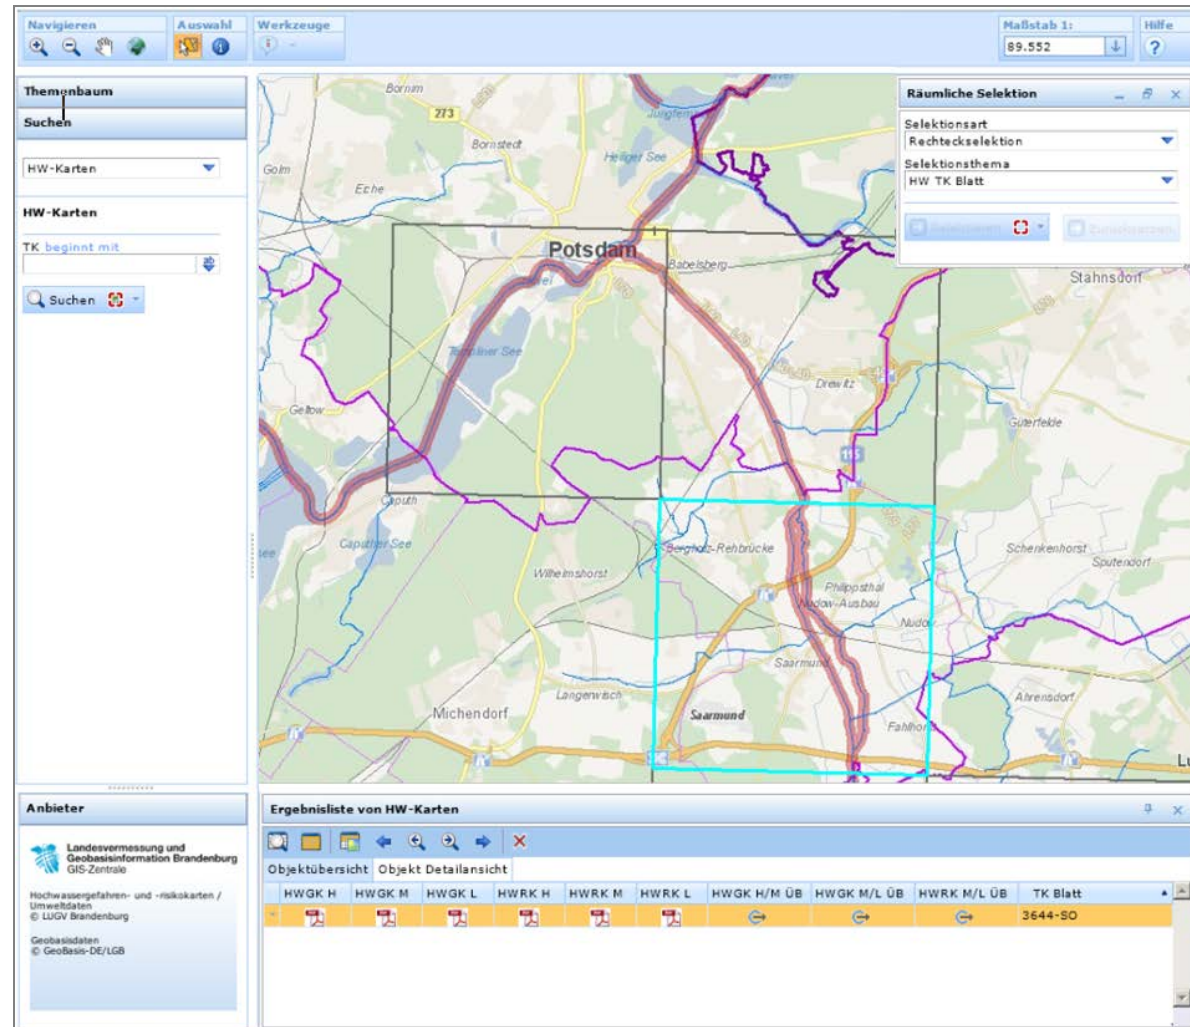 Navigieren
Auswahl
Werkzeuge
Maßstab 1:
Hilfe
89.552
?
Themenbaum
Suchen
HW-Karten
HW-Karten
TK beginnt mit
Suchen
Räumliche Selektion
Selektionsart
Rechteckselektion
Selektionsthema
HW TK Blatt
Selektieren
Zurücksetzen
Bornim
273
Bornstedt
Jungfern
Heiliger See
Golm
Eiche
Potsdam
Havel
Babelsberg
Stahnsdorf
Templiner See
Drewitz
Geltow
Güterfelde
115
Caputh
Caputher See
Bergholz-Rehbrücke
Schenkenhorst
Sputendorf
Wilhelmshorst
Philippsthal
Nudow-Ausbau
Nudow
Saarmund
Langerwisch
Ahrensdorf
Michendorf
Saarmund
Fahlhorst
Lu
Anbieter
Landesvermessung und
Geobasisinformation Brandenburg
GIS-Zentrale
Hochwassergefahren- und -risikokarten /
Umweltdaten
© LUGV Brandenburg
Geobasisdaten
© GeoBasis-DE/LGB
Ergebnisliste von HW-Karten
Objektübersicht Objekt Detailansicht
HWGK H HWGK M HWGK L HWRK H HWRK M HWRK L HWGK H/M ÜB HWGK M/L ÜB HWRK M/L ÜB TK Blatt
3644-SO